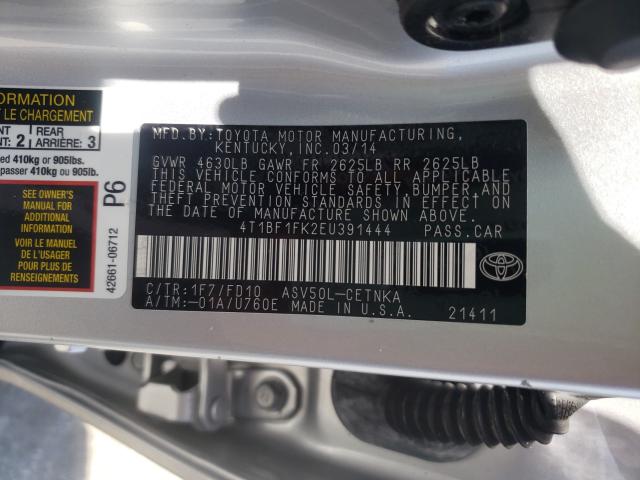 ORMATION
T LE CHARGEMENT
NT 2 REAR
ARRIÈRE: 3
ed 410kg or 905lbs.
passer 410kg ou 905lb.
SEE OWNER'S
MANUAL FOR
ADDITIONAL
INFORMATION
VOIR LE MANUEL
DE L'USAGER
POUR PLUS DE
RENSEIGNEMENTS
P6
42661-06712
MFD.BY:TOYOTA MOTOR MANUFACTURING,
KENTUCKY,INC.03/14
GVWR 4630LB GAWR FR 2625LB RR 2625LB
THIS VEHICLE CONFORMS TO ALL APPLICABLE
FEDERAL MOTOR VEHICLE SAFETY,BUMPER,AND
THEFT PREVENTION STANDARDS IN EFFECT ON
THE DATE OF MANUFACTURE SHOWN ABOVE.
4T1BF1FK2EU391444 PASS.CAR
C/TR:1F7/FD10 ASV50L-CETNKA
A/TM:-01A/U760E MADE IN U.S.A.
21411